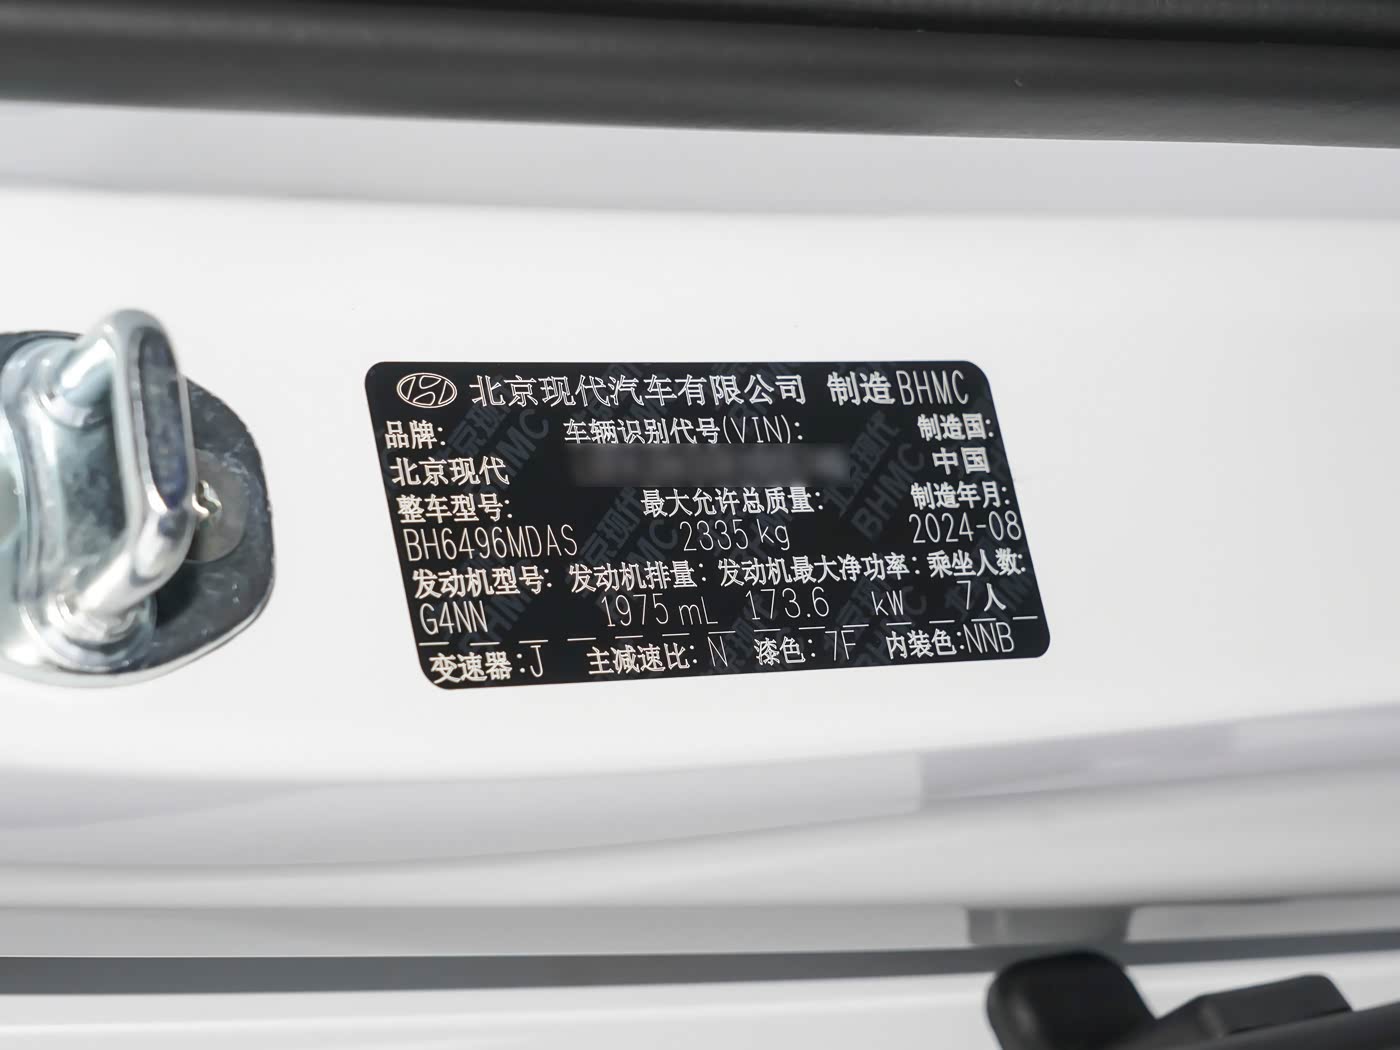 北京现代汽车有限公司 制造BHMC
品牌: 车辆识别代号(VIN): 制造国:
北京现代 中国
整车型号: 最大允许总质量: 制造年月:
BH6496MDAS 2335kg 2024-08
发动机型号: 发动机排量: 发动机最大净功率: 乘坐人数:
G4NN 1975mL 173.6 kW 7人
变速器:J 主减速比:N 漆色:7F 内装色:NNB